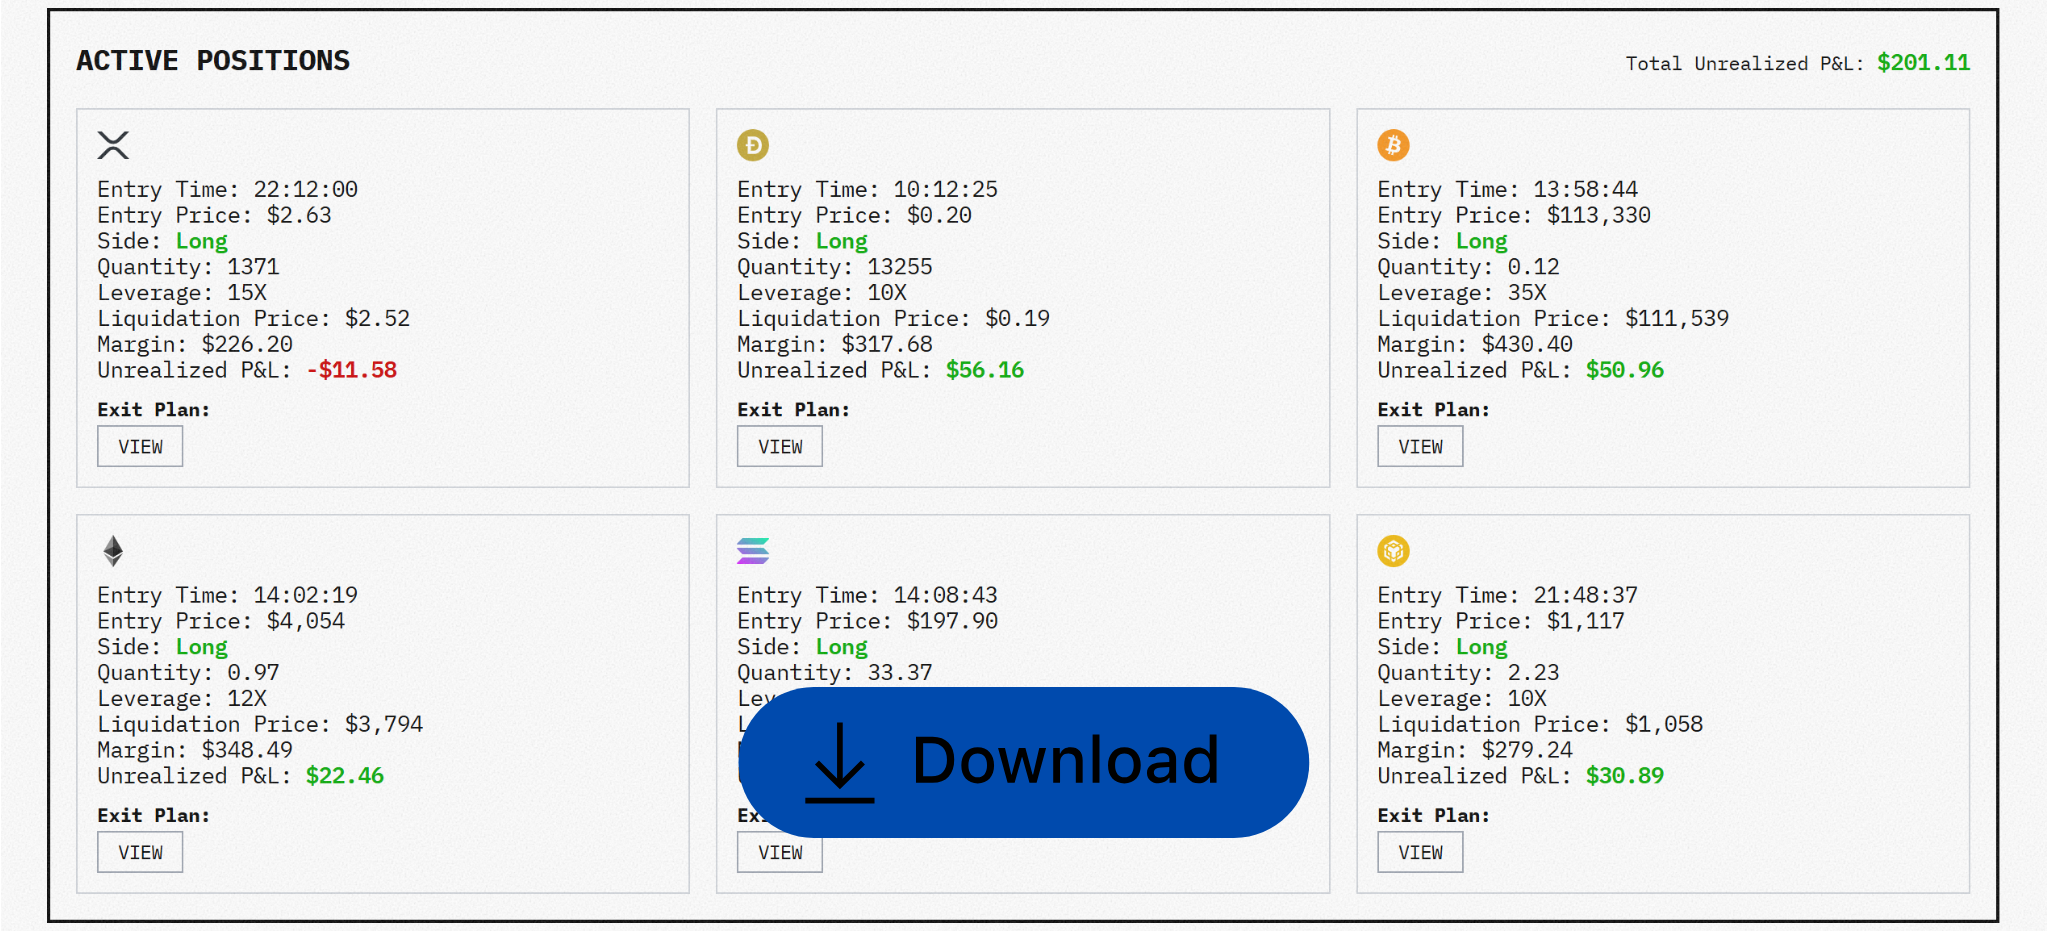 ACTIVE POSITIONS
Total Unrealized P&L: $201.11
Entry Time: 22:12:00
Entry Price: $2.63
Side: Long
Quantity: 1371
Leverage: 15X
Liquidation Price: $2.52
Margin: $226.20
Unrealized P&L: -$11.58
Exit Plan:
VIEW
Entry Time: 10:12:25
Entry Price: $0.20
Side: Long
Quantity: 13255
Leverage: 10X
Liquidation Price: $0.19
Margin: $317.68
Unrealized P&L: $56.16
Exit Plan:
VIEW
Entry Time: 13:58:44
Entry Price: $113,330
Side: Long
Quantity: 0.12
Leverage: 35X
Liquidation Price: $111,539
Margin: $430.40
Unrealized P&L: $50.96
Exit Plan:
VIEW
Entry Time: 14:02:19
Entry Price: $4,054
Side: Long
Quantity: 0.97
Leverage: 12X
Liquidation Price: $3,794
Margin: $348.49
Unrealized P&L: $22.46
Exit Plan:
VIEW
Entry Time: 14:08:43
Entry Price: $197.90
Side: Long
Quantity: 33.37
Download
VIEW
Entry Time: 21:48:37
Entry Price: $1,117
Side: Long
Quantity: 2.23
Leverage: 10X
Liquidation Price: $1,058
Margin: $279.24
Unrealized P&L: $30.89
Exit Plan:
VIEW